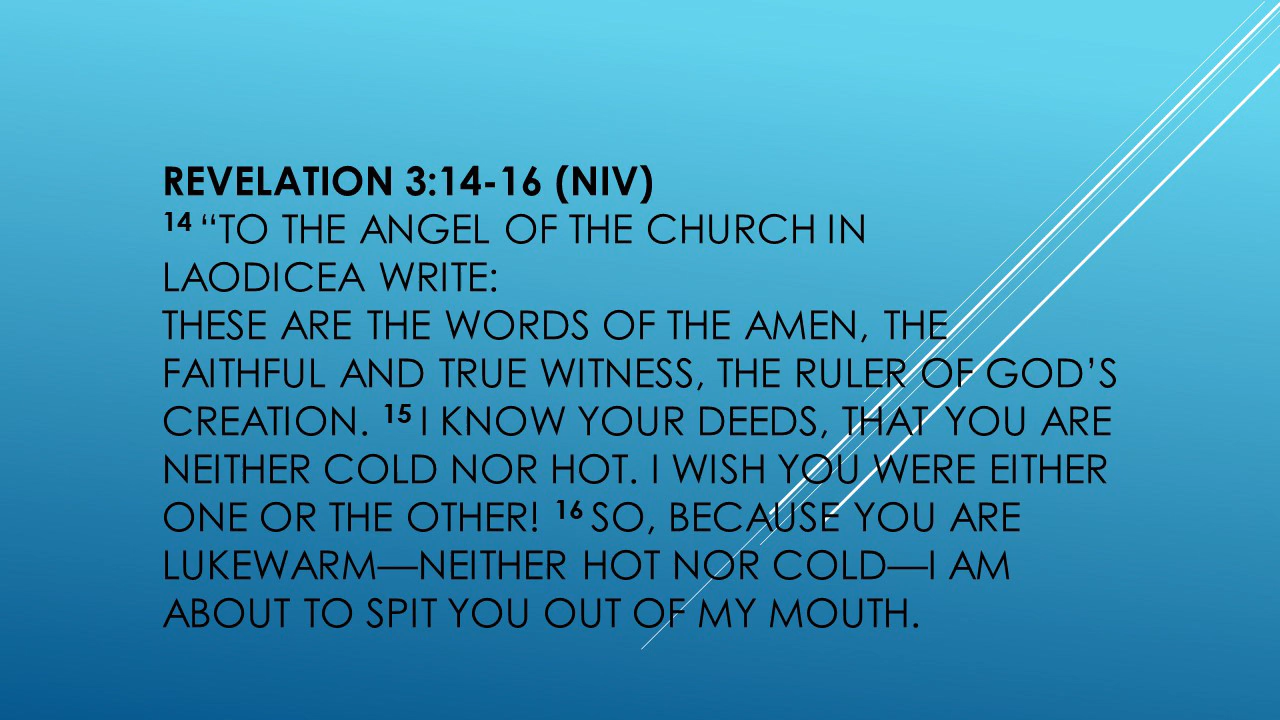 REVELATION 3:14-16 (NIV)
14 “TO THE ANGEL OF THE CHURCH IN
LAODICEA WRITE:
THESE ARE THE WORDS OF THE AMEN, THE
FAITHFUL AND TRUE WITNESS, THE RULER OF GOD’S
CREATION. 15 I KNOW YOUR DEEDS, THAT YOU ARE
NEITHER COLD NOR HOT. I WISH YOU WERE EITHER
ONE OR THE OTHER! 16 SO, BECAUSE YOU ARE
LUKEWARM—NEITHER HOT NOR COLD—I AM
ABOUT TO SPIT YOU OUT OF MY MOUTH.